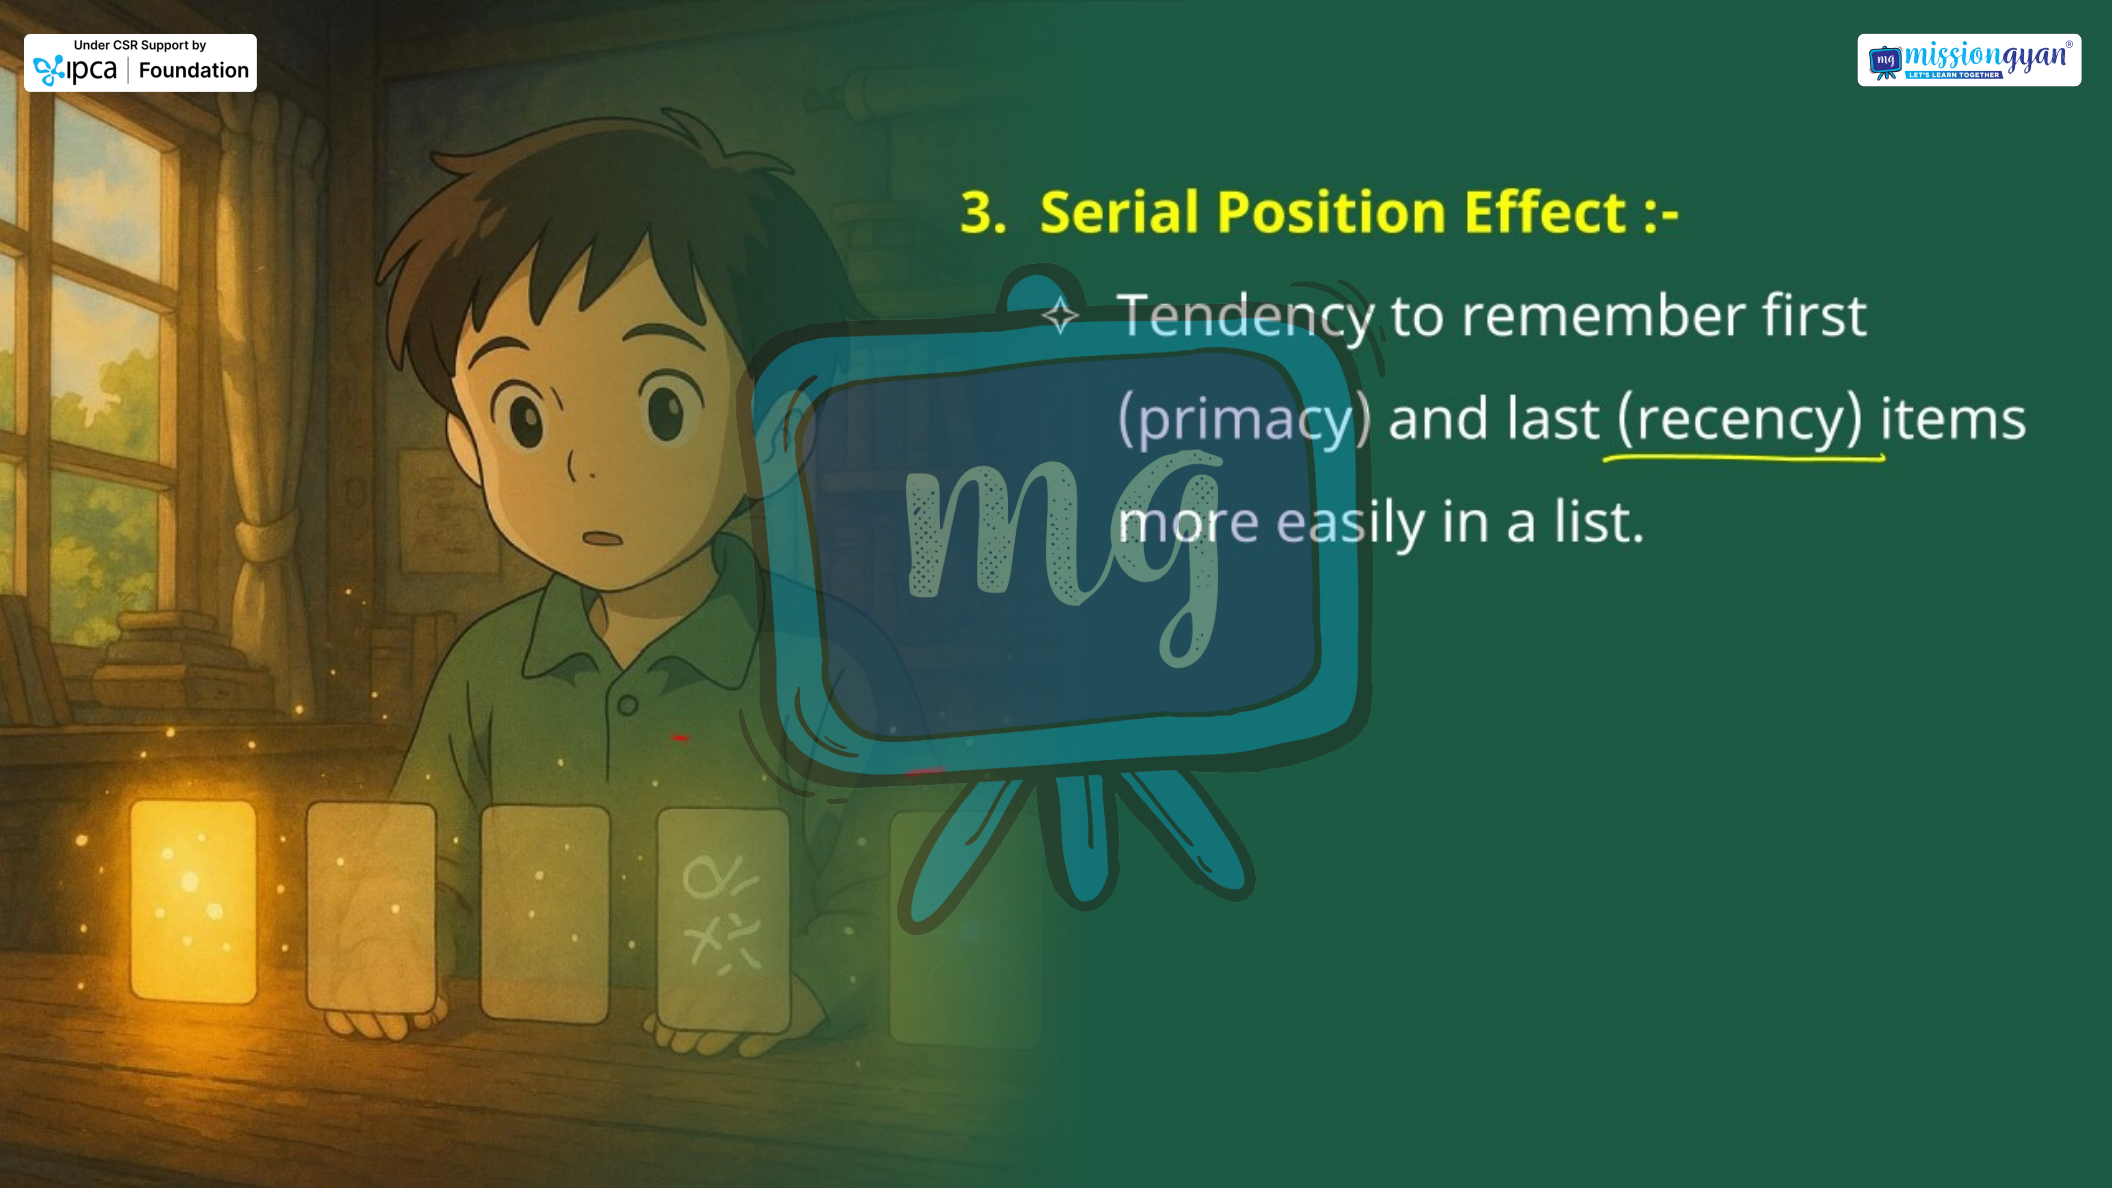 Under CSR Support by
ipca | Foundation
mg missiongyan®
LET'S LEARN TOGETHER
3. Serial Position Effect :-
✧ Tendency to remember first
(primacy) and last (recency) items
more easily in a list.
mg